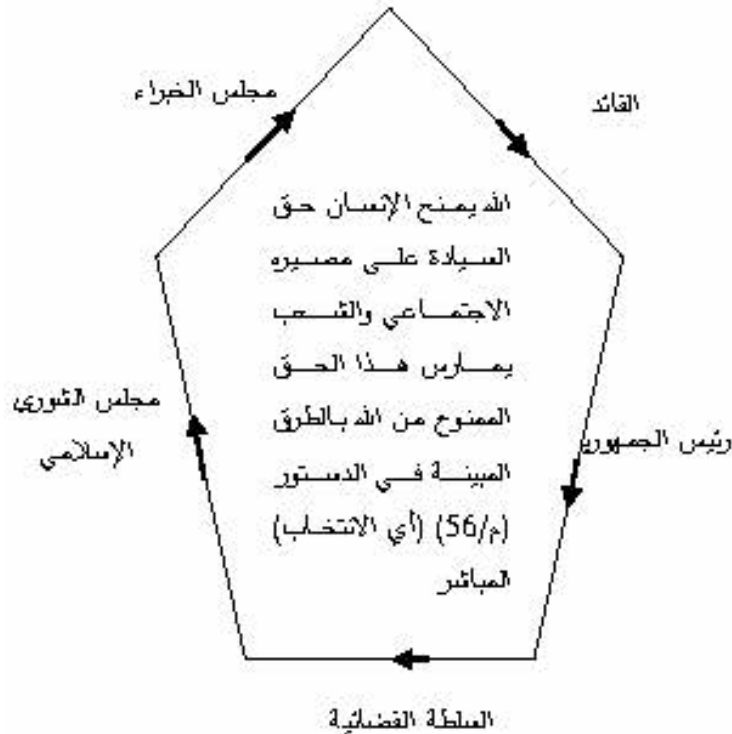 مجلس الخبراء
القائد
الله يمنح الإنسان حق
السيادة على مصيره
الاجتماعي والشعب
يمارس هذا الحق
الممنوح من الله بالطرق
المبينة في الدستور
(م/56) (أي الانتخاب)
المباشر
رئيس الجمهوري
مجلس الشورى
الإسلامي
السلطة القضائية